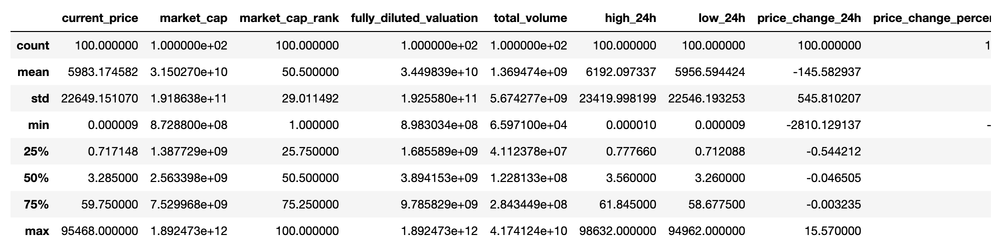 current_price market_cap market_cap_rank fully_diluted_valuation total_volume high_24h low_24h price_change_24h price_change_percer
count 100.000000 1.000000e+02 100.000000 1.000000e+02 1.000000e+02 100.000000 100.000000 100.000000 1
mean 5983.174582 3.150270e+10 50.500000 3.449839e+10 1.369474e+09 6192.097337 5956.594424 -145.582937
std 22649.151070 1.918638e+11 29.011492 1.925580e+11 5.674277e+09 23419.998199 22546.193253 545.810207
min 0.000009 8.728800e+08 1.000000 8.983034e+08 6.597100e+04 0.000010 0.000009 -2810.129137 -
25% 0.717148 1.387729e+09 25.750000 1.685589e+09 4.112378e+07 0.777660 0.712088 -0.544212
50% 3.285000 2.563398e+09 50.500000 3.894153e+09 1.228133e+08 3.560000 3.260000 -0.046505
75% 59.750000 7.529968e+09 75.250000 9.785829e+09 2.843449e+08 61.845000 58.677500 -0.003235
max 95468.000000 1.892473e+12 100.000000 1.892473e+12 4.174124e+10 98632.000000 94962.000000 15.570000